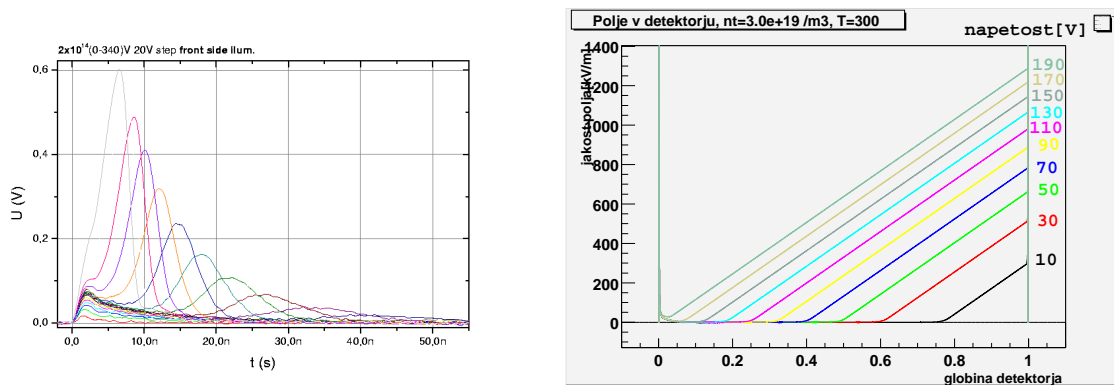 2x10^14(0-340)V 20V step front side ilum.
0,6
0,4
0,2
0,0
U (V)
0,0
10,0n
20,0n
30,0n
40,0n
50,0n
t (s)
Polje v detektorju, nt=3.0e+19 /m3, T=300
napetost[V]
jakost polja[kV/m]
1400
1200
1000
800
600
400
200
0
190
170
150
130
110
90
70
50
30
10
0
0.2
0.4
0.6
0.8
1
globina detektorja